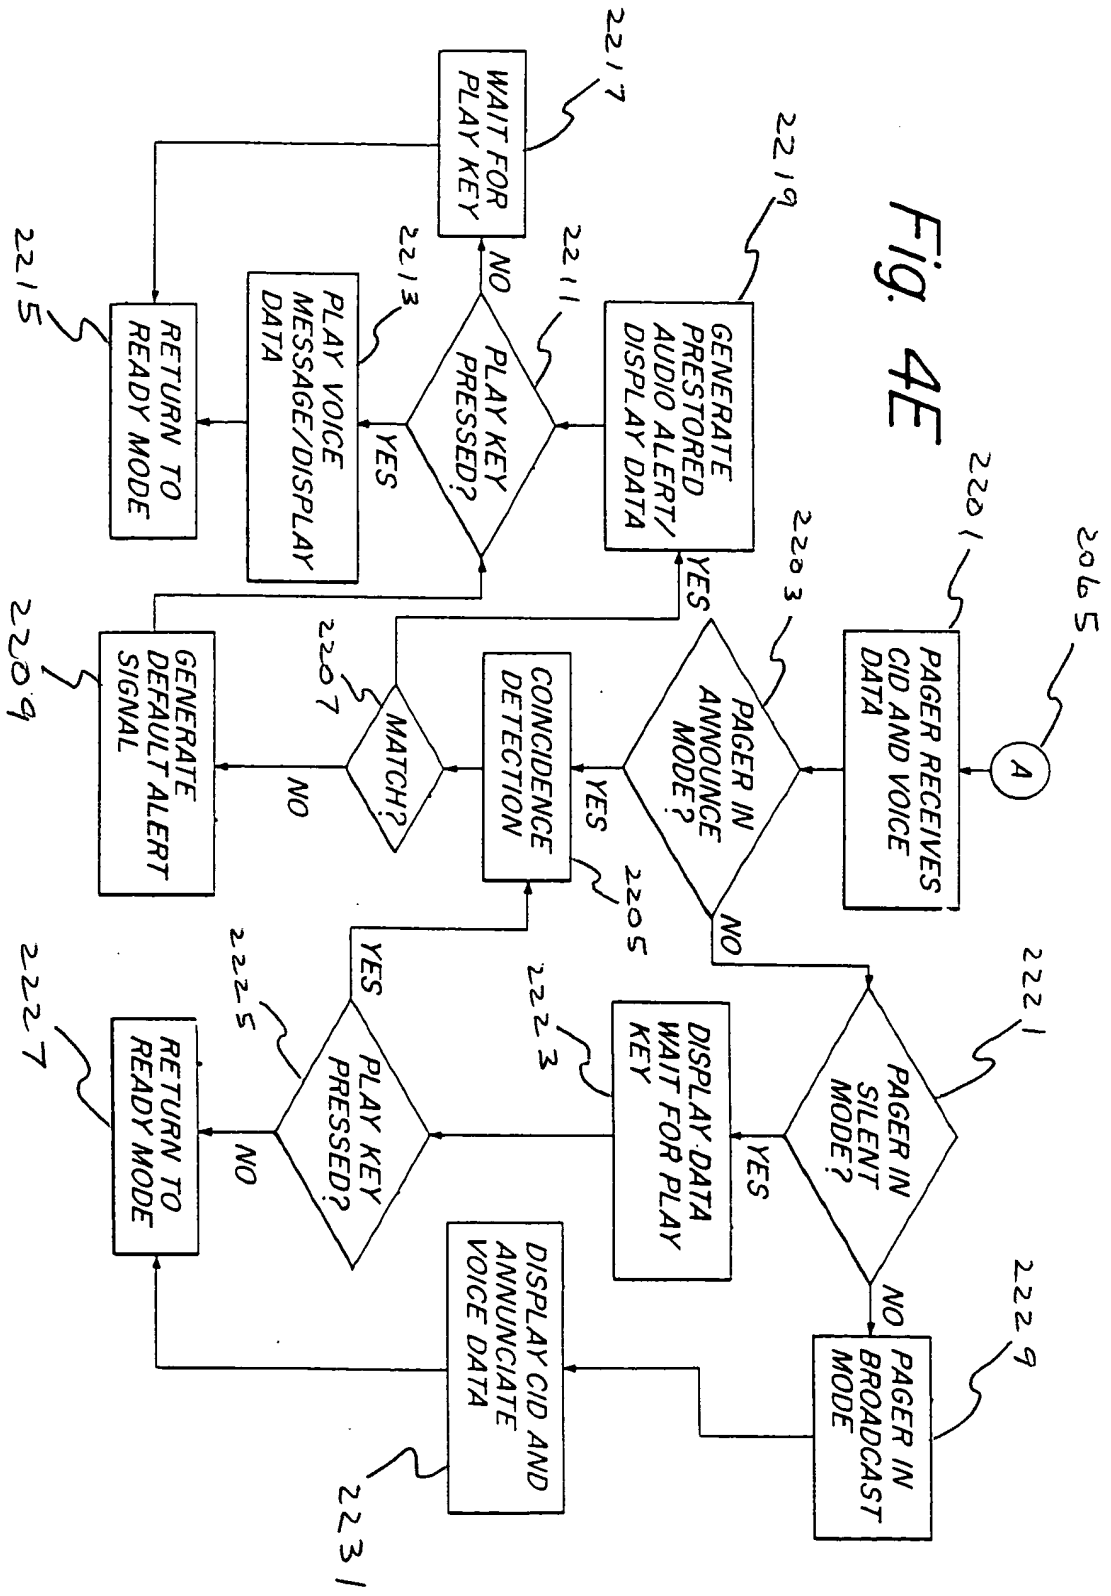 Fig. 4E
2065
A
2201
PAGER RECEIVES
CID AND VOICE
DATA
2203
PAGER IN
ANNOUNCE
MODE?
YES
NO
2205
COINCIDENCE
DETECTION
2207
MATCH?
YES
NO
2209
GENERATE
DEFAULT ALERT
SIGNAL
2219
GENERATE
PRESTORED
AUDIO ALERT/
DISPLAY DATA
2211
PLAY KEY
PRESSED?
NO
YES
2217
WAIT FOR
PLAY KEY
2213
PLAY VOICE
MESSAGE/DISPLAY
DATA
2215
RETURN TO
READY MODE
2221
PAGER IN
SILENT
MODE?
YES
NO
2223
DISPLAY DATA
WAIT FOR PLAY
KEY
2225
PLAY KEY
PRESSED?
YES
NO
2227
RETURN TO
READY MODE
2229
PAGER IN
BROADCAST
MODE
2231
DISPLAY CID AND
ANNUNCIATE
VOICE DATA